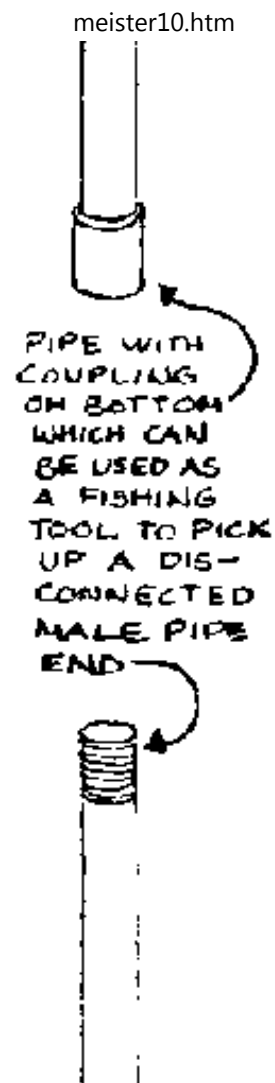 meister10.htm
PIPE WITH
COUPLING
ON BOTTOM
WHICH CAN
BE USED AS
A FISHING
TOOL TO PICK
UP A DIS-
CONNECTED
MALE PIPE
END